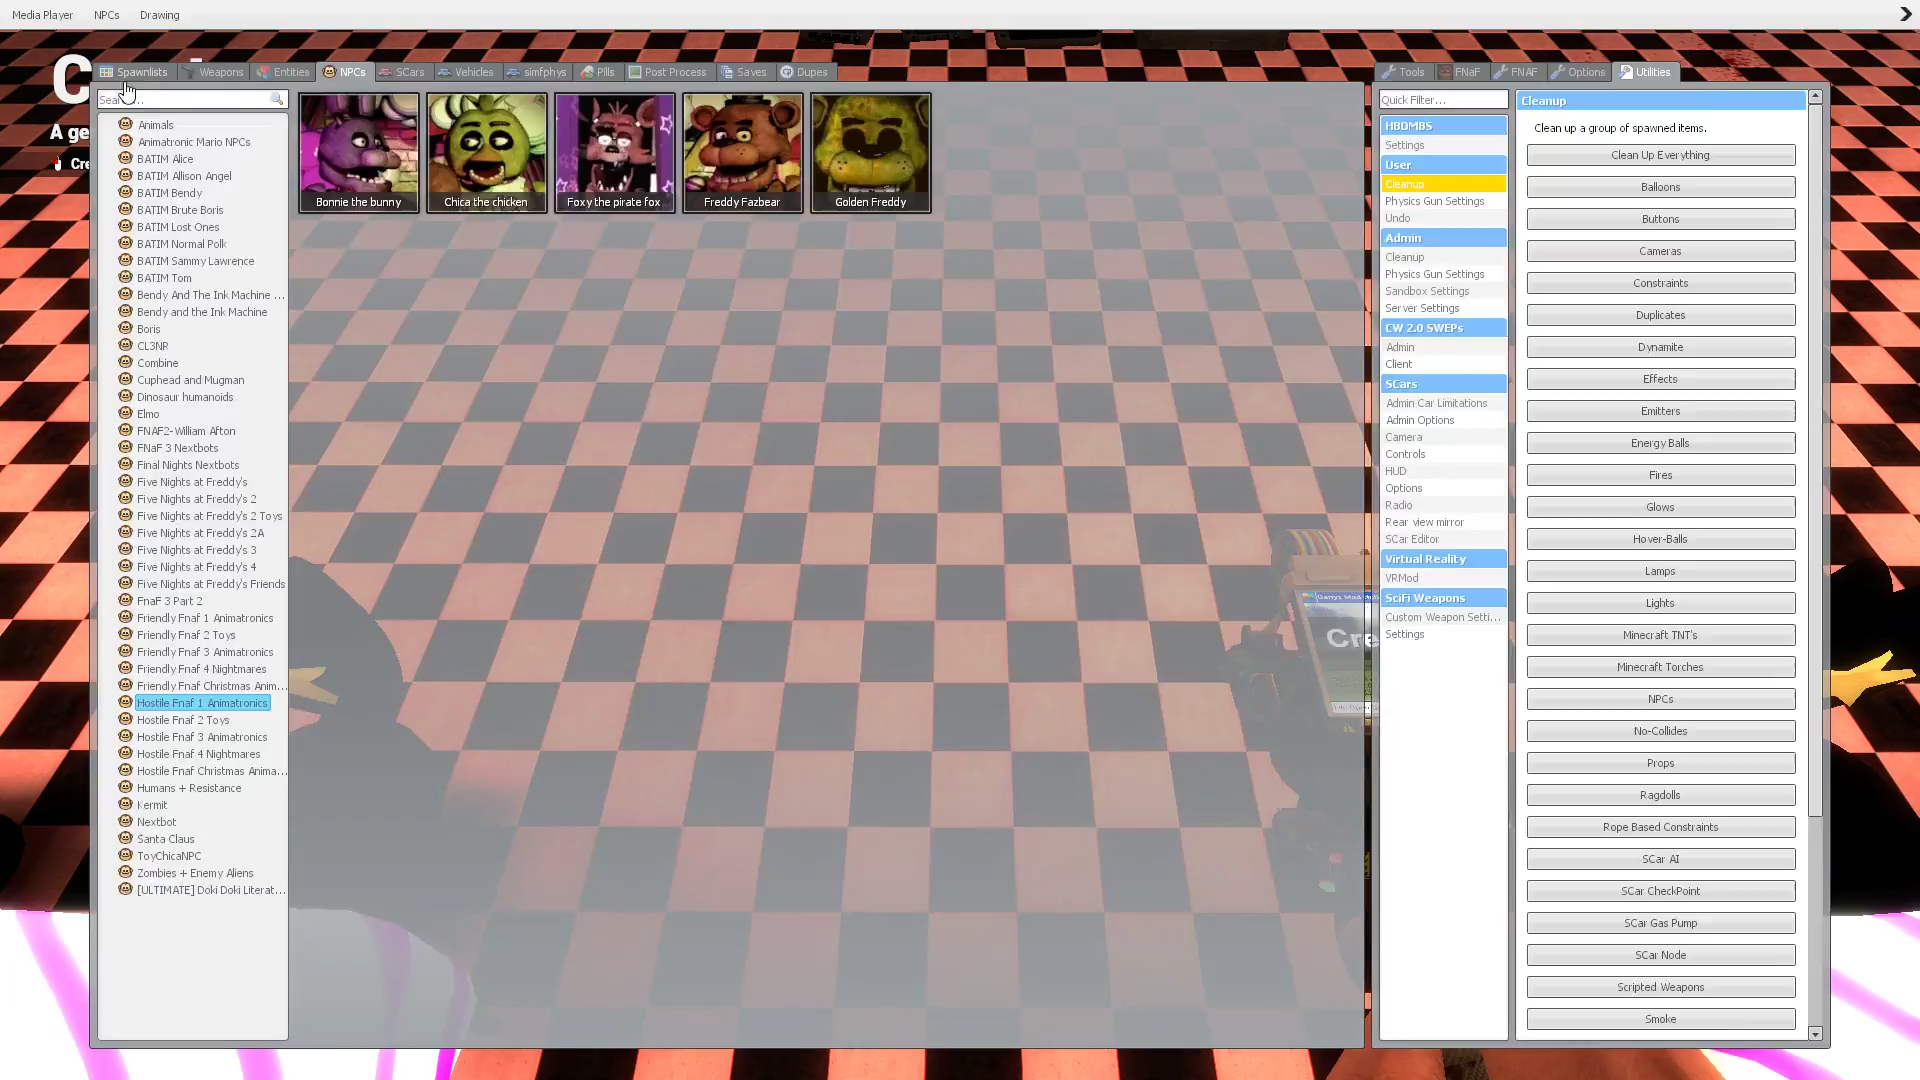 Media Player
NPCs
Drawing
C
A ge
Cre
Spawnlists
Weapons
Entities
NPCs
SCars
Vehicles
simfphys
Pills
Post Process
Saves
Dupes
Animals
Animatronic Mario NPCs
BATIM Alice
BATIM Allison Angel
BATIM Bendy
BATIM Brute Boris
BATIM Lost Ones
BATIM Normal Polk
BATIM Sammy Lawrence
BATIM Tom
Bendy And The Ink Machine ...
Bendy and the Ink Machine
Boris
CL3NR
Combine
Cuphead and Mugman
Dinosaur humanoids
Elmo
FNAF2-William Afton
FNaF 3 Nextbots
Final Nights Nextbots
Five Nights at Freddy's
Five Nights at Freddy's 2
Five Nights at Freddy's 2 Toys
Five Nights at Freddy's 2A
Five Nights at Freddy's 3
Five Nights at Freddy's 4
Five Nights at Freddy's Friends
FnaF 3 Part 2
Friendly Fnaf 1 Animatronics
Friendly Fnaf 2 Toys
Friendly Fnaf 3 Animatronics
Friendly Fnaf 4 Nightmares
Friendly Fnaf Christmas Anim...
Hostile Fnaf 1 Animatronics
Hostile Fnaf 2 Toys
Hostile Fnaf 3 Animatronics
Hostile Fnaf 4 Nightmares
Hostile Fnaf Christmas Anima...
Humans + Resistance
Kermit
Nextbot
Santa Claus
ToyChicaNPC
Zombies + Enemy Aliens
[ULTIMATE] Doki Doki Literat...
Bonnie the bunny
Chica the chicken
Foxy the pirate fox
Freddy Fazbear
Golden Freddy
Cre
Tools
FNaF
FNAF
Options
Utilities
Quick Filter...
HBOMBS
Settings
User
Cleanup
Physics Gun Settings
Undo
Admin
Cleanup
Physics Gun Settings
Sandbox Settings
Server Settings
CW 2.0 SWEPs
Admin
Client
SCars
Admin Car Limitations
Admin Options
Camera
Controls
HUD
Options
Radio
Rear view mirror
SCar Editor
Virtual Reality
VRMod
SciFi Weapons
Custom Weapon Setti...
Settings
Cleanup
Clean up a group of spawned items.
Clean Up Everything
Balloons
Buttons
Cameras
Constraints
Duplicates
Dynamite
Effects
Emitters
Energy Balls
Fires
Glows
Hover-Balls
Lamps
Lights
Minecraft TNT's
Minecraft Torches
NPCs
No-Collides
Props
Ragdolls
Rope Based Constraints
SCar AI
SCar CheckPoint
SCar Gas Pump
SCar Node
Scripted Weapons
Smoke